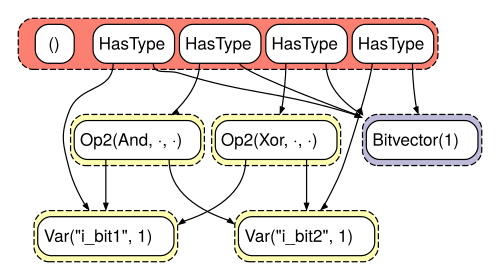 () HasType HasType HasType HasType
Op2(And, ·, ·) Op2(Xor, ·, ·) Bitvector(1)
Var("i_bit1", 1) Var("i_bit2", 1)